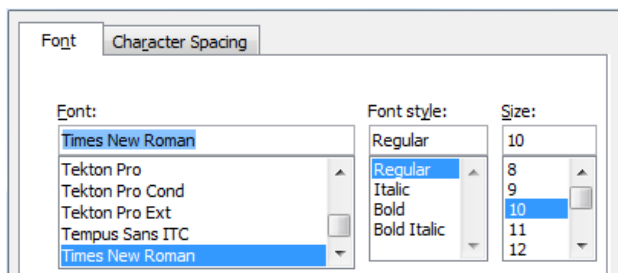 Font Character Spacing
Font: Font style: Size:
Times New Roman Regular 10
Tekton Pro Regular 8
Tekton Pro Cond Italic 9
Tekton Pro Ext Bold 10
Tempus Sans ITC Bold Italic 11
Times New Roman 12